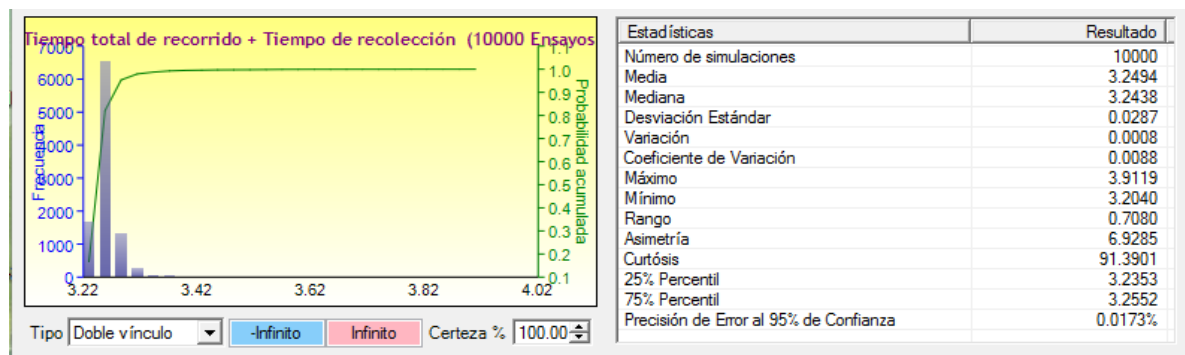 Tiempo total de recorrido + Tiempo de recolección (10000 Ensayos
7000
6000
5000
4000
3000
2000
1000
0
Frecuencia
3.22 3.42 3.62 3.82 4.02
1.1
1.0
0.9
0.8
0.7
0.6
0.5
0.4
0.3
0.2
0.1
Probabilidad acumulada
Tipo Doble vínculo -Infinito Infinito Certeza % 100.00
Estadísticas Resultado
Número de simulaciones 10000
Media 3.2494
Mediana 3.2438
Desviación Estándar 0.0287
Variación 0.0008
Coeficiente de Variación 0.0088
Máximo 3.9119
Mínimo 3.2040
Rango 0.7080
Asimetría 6.9285
Curtósis 91.3901
25% Percentil 3.2353
75% Percentil 3.2552
Precisión de Error al 95% de Confianza 0.0173%